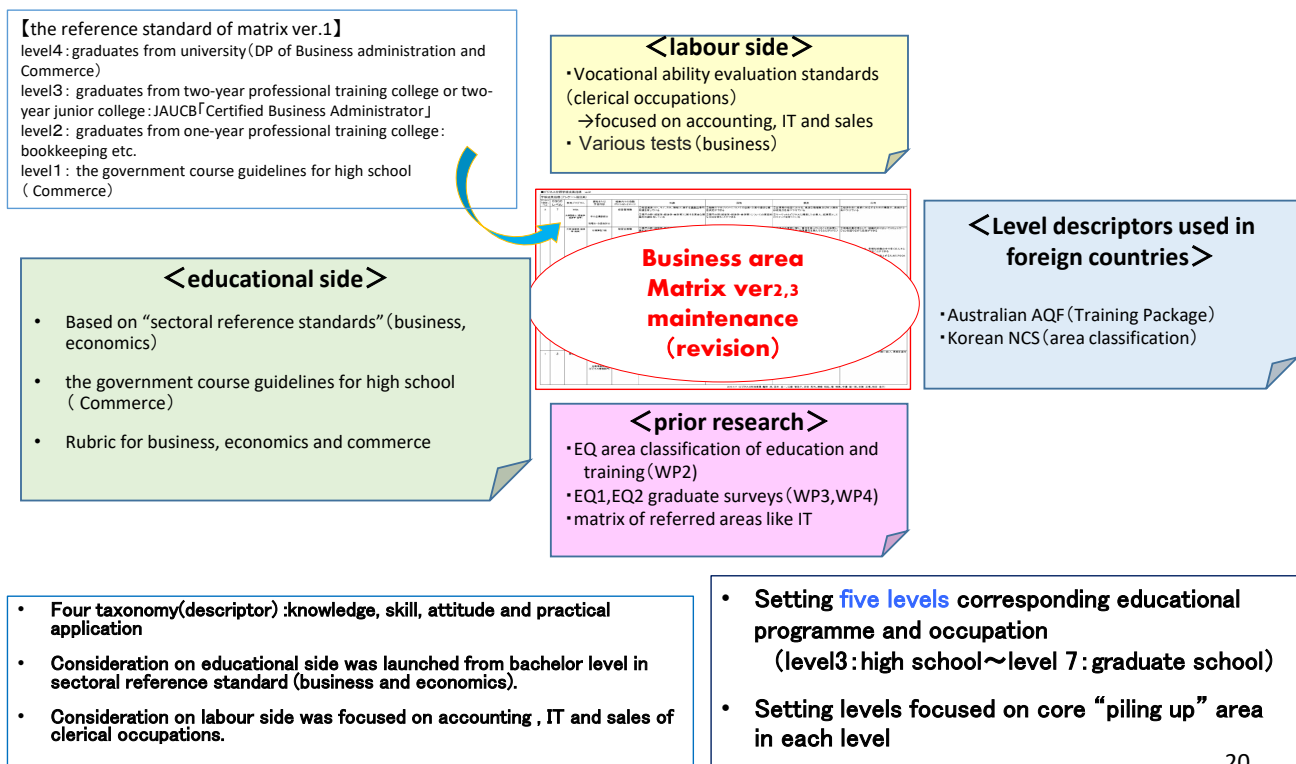 【the reference standard of matrix ver.1】
level4：graduates from university（DP of Business administration and
Commerce）
level3： graduates from two-year professional training college or two-
year junior college：JAUCB「Certified Business Administrator」
level2： graduates from one-year professional training college：
bookkeeping etc.
level1： the government course guidelines for high school
（ Commerce）
＜labour side＞
・Vocational ability evaluation standards
(clerical occupations)
→focused on accounting, IT and sales
・ Various tests（business）
＜educational side＞
• Based on “sectoral reference standards”（business,
economics）
• the government course guidelines for high school
（ Commerce）
• Rubric for business, economics and commerce
Business area
Matrix ver2,3
maintenance
（revision）
＜Level descriptors used in
foreign countries＞
・Australian AQF（Training Package）
・Korean NCS（area classification）
＜prior research＞
・EQ area classification of education and
training（WP2）
・EQ1,EQ2 graduate surveys（WP3,WP4）
・matrix of referred areas like IT
• Four taxonomy(descriptor) :knowledge, skill, attitude and practical
application
• Consideration on educational side was launched from bachelor level in
sectoral reference standard (business and economics).
• Consideration on labour side was focused on accounting , IT and sales of
clerical occupations.
• Setting five levels corresponding educational
programme and occupation
（level3：high school～level 7：graduate school）
• Setting levels focused on core “piling up” area
in each level
20